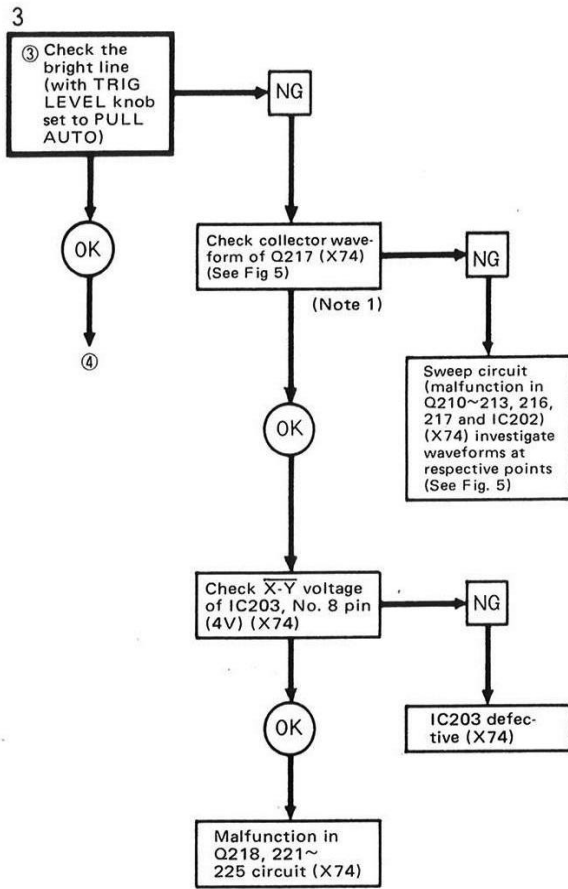 3
③ Check the
bright line
(with TRIG
LEVEL knob
set to PULL
AUTO)
NG
OK
④
Check collector wave-
form of Q217 (X74)
(See Fig 5)
NG
(Note 1)
Sweep circuit
(malfunction in
Q210~213, 216,
217 and IC202)
(X74) investigate
waveforms at
respective points
(See Fig. 5)
OK
Check X-Y voltage
of IC203, No. 8 pin
(4V) (X74)
NG
IC203 defec-
tive (X74)
OK
Malfunction in
Q218, 221~
225 circuit (X74)